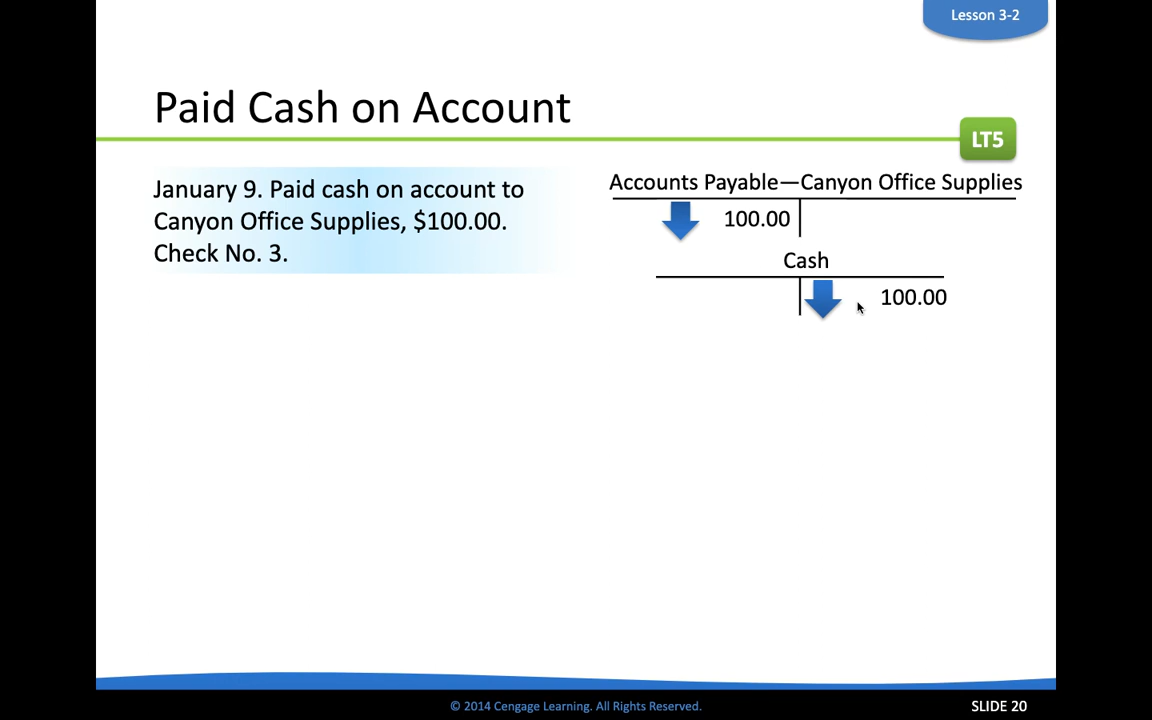 Lesson 3-2
Paid Cash on Account
LT5
January 9. Paid cash on account to
Canyon Office Supplies, $100.00.
Check No. 3.
Accounts Payable—Canyon Office Supplies
100.00
Cash
100.00
© 2014 Cengage Learning. All Rights Reserved.
SLIDE 20